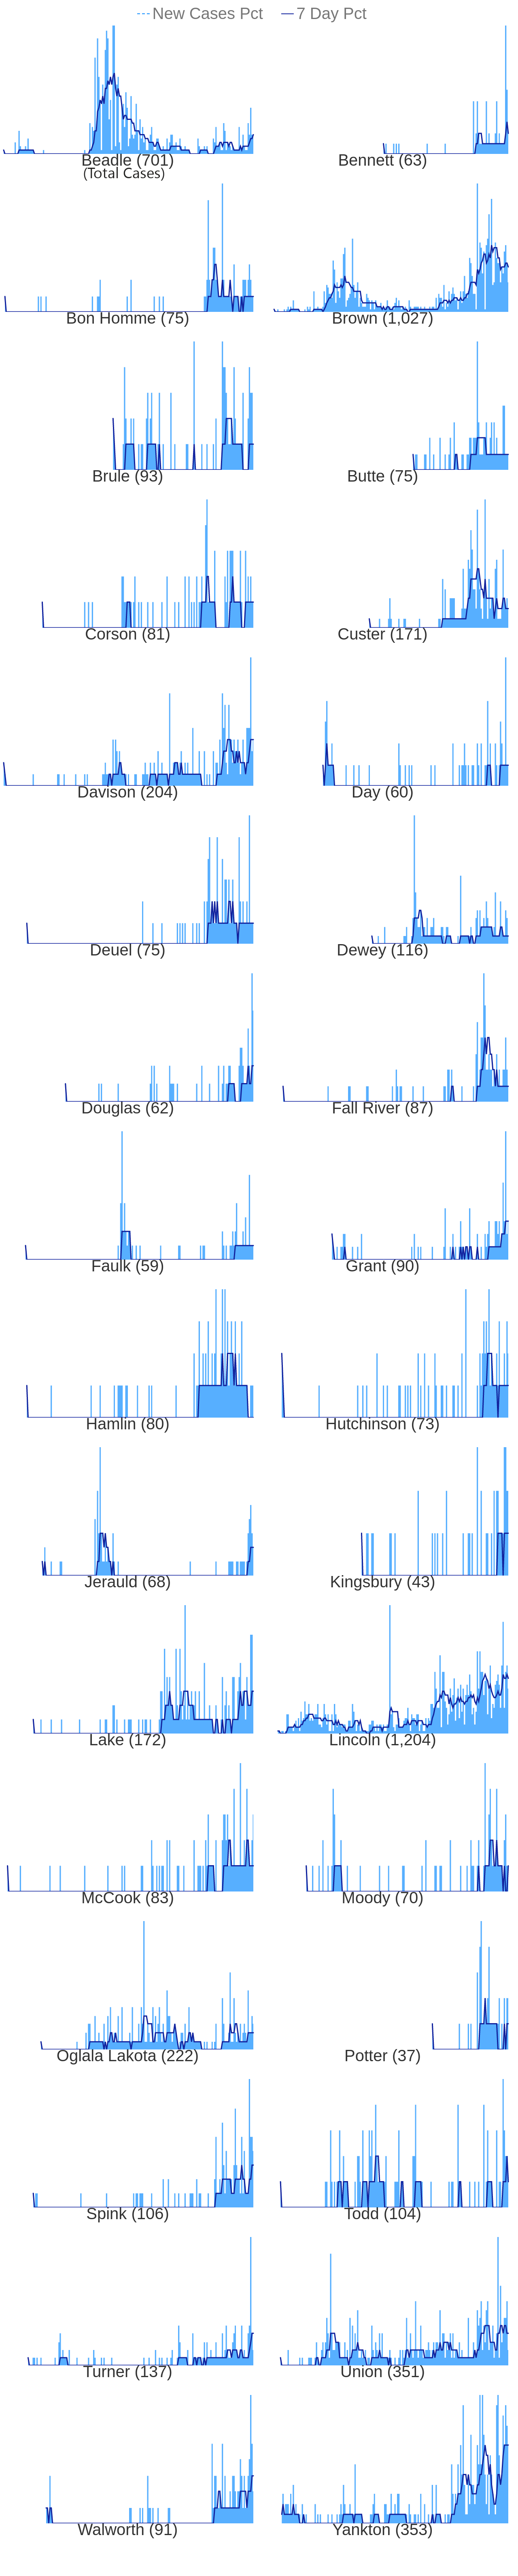 New Cases Pct 7 Day Pct
Beadle (701) Bennett (63)
(Total Cases)
Bon Homme (75) Brown (1,027)
Brule (93) Butte (75)
Corson (81) Custer (171)
Davison (204) Day (60)
Deuel (75) Dewey (116)
Douglas (62) Fall River (87)
Faulk (59) Grant (90)
Hamlin (80) Hutchinson (73)
Jerauld (68) Kingsbury (43)
Lake (172) Lincoln (1,204)
McCook (83) Moody (70)
Oglala Lakota (222) Potter (37)
Spink (106) Todd (104)
Turner (137) Union (351)
Walworth (91) Yankton (353)